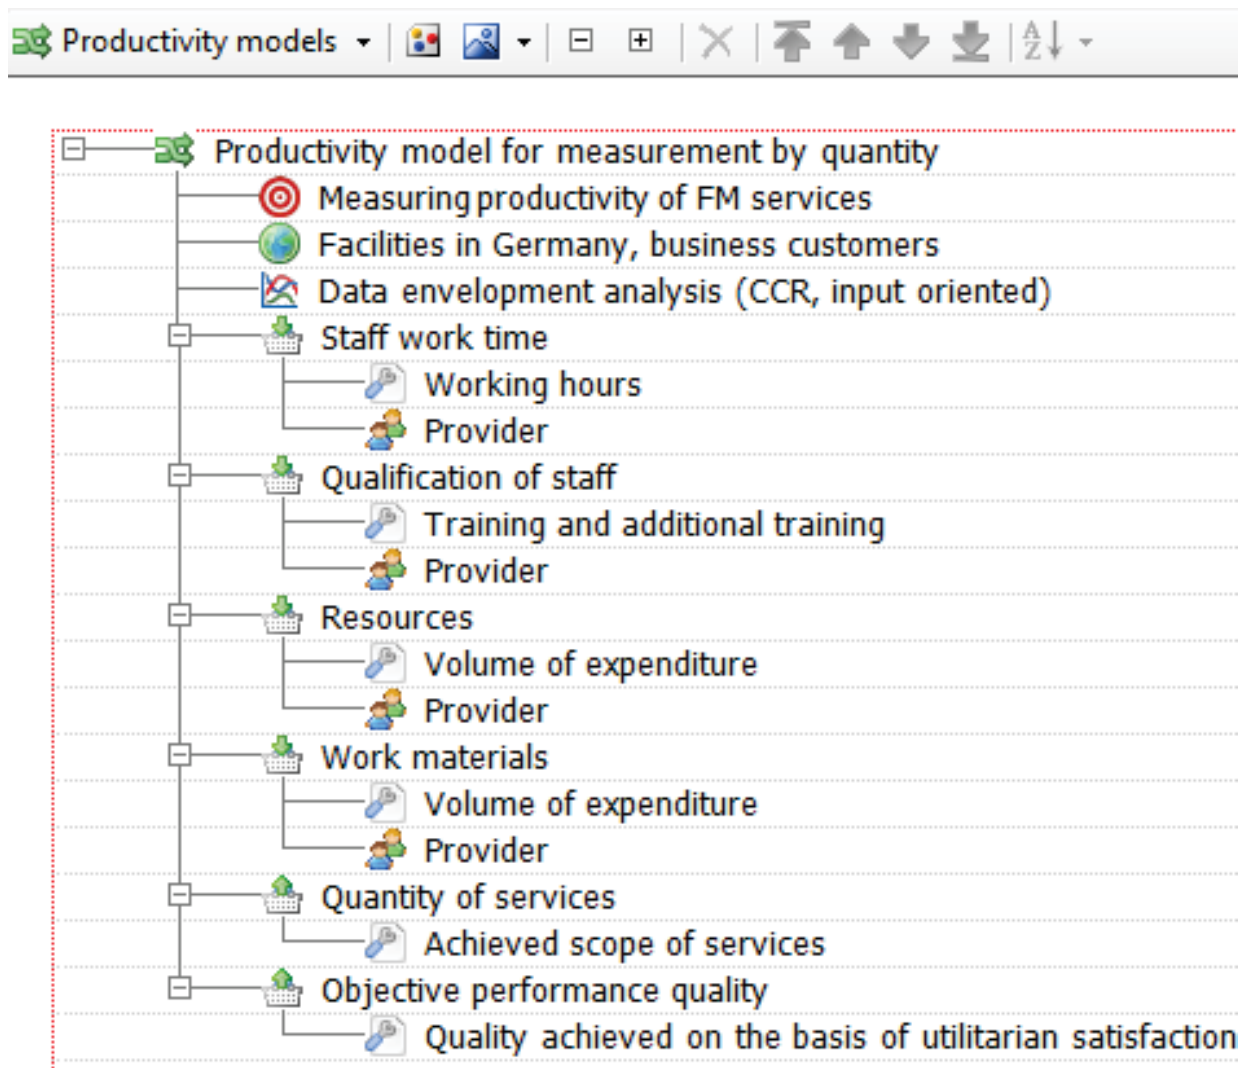 Productivity models
A
Z
Productivity model for measurement by quantity
Measuring productivity of FM services
Facilities in Germany, business customers
Data envelopment analysis (CCR, input oriented)
Staff work time
Working hours
Provider
Qualification of staff
Training and additional training
Provider
Resources
Volume of expenditure
Provider
Work materials
Volume of expenditure
Provider
Quantity of services
Achieved scope of services
Objective performance quality
Quality achieved on the basis of utilitarian satisfaction